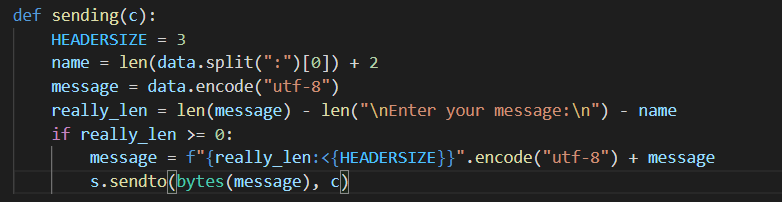 def sending(c):
    HEADERSIZE = 3
    name = len(data.split(":")[0]) + 2
    message = data.encode("utf-8")
    really_len = len(message) - len("\nEnter your message:\n") - name
    if really_len >= 0:
        message = f"{really_len:<{HEADERSIZE}}".encode("utf-8") + message
        s.sendto(bytes(message), c)